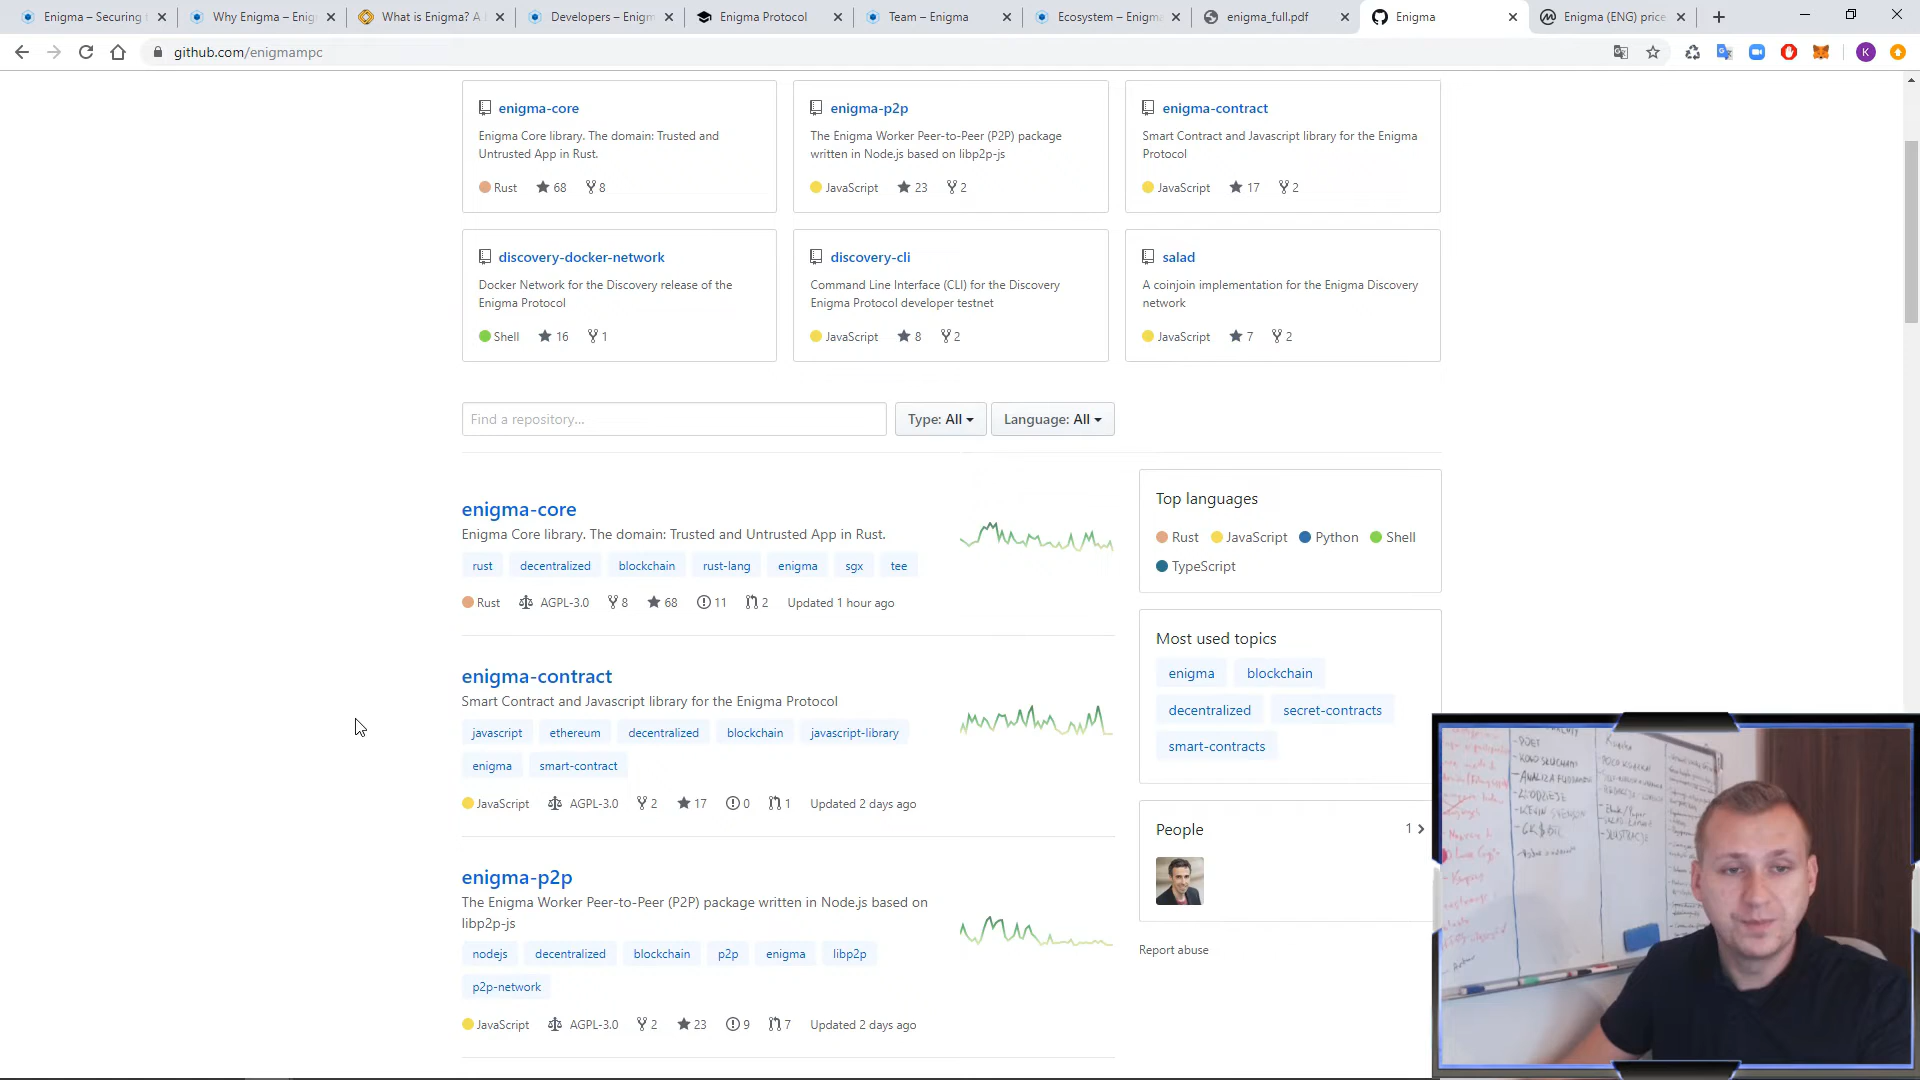 Enigma – Securing
Why Enigma – Enig
What is Enigma? A
Developers – Enigm
Enigma Protocol
Team – Enigma
Ecosystem – Enigma
enigma_full.pdf
Enigma
Enigma (ENG) price
github.com/enigmampc
K
enigma-core
Enigma Core library. The domain: Trusted and
Untrusted App in Rust.
Rust 68 8
enigma-p2p
The Enigma Worker Peer-to-Peer (P2P) package
written in Node.js based on libp2p-js
JavaScript 23 2
enigma-contract
Smart Contract and Javascript library for the Enigma
Protocol
JavaScript 17 2
discovery-docker-network
Docker Network for the Discovery release of the
Enigma Protocol
Shell 16 1
discovery-cli
Command Line Interface (CLI) for the Discovery
Enigma Protocol developer testnet
JavaScript 8 2
salad
A coinjoin implementation for the Enigma Discovery
network
JavaScript 7 2
Find a repository...
Type: All
Language: All
enigma-core
Enigma Core library. The domain: Trusted and Untrusted App in Rust.
rust decentralized blockchain rust-lang enigma sgx tee
Rust AGPL-3.0 8 68 11 2 Updated 1 hour ago
enigma-contract
Smart Contract and Javascript library for the Enigma Protocol
javascript ethereum decentralized blockchain javascript-library
enigma smart-contract
JavaScript AGPL-3.0 2 17 0 1 Updated 2 days ago
enigma-p2p
The Enigma Worker Peer-to-Peer (P2P) package written in Node.js based on
libp2p-js
nodejs decentralized blockchain p2p enigma libp2p
p2p-network
JavaScript AGPL-3.0 2 23 9 7 Updated 2 days ago
Top languages
Rust JavaScript Python Shell
TypeScript
Most used topics
enigma blockchain
decentralized secret-contracts
smart-contracts
People
1
Report abuse
- POET